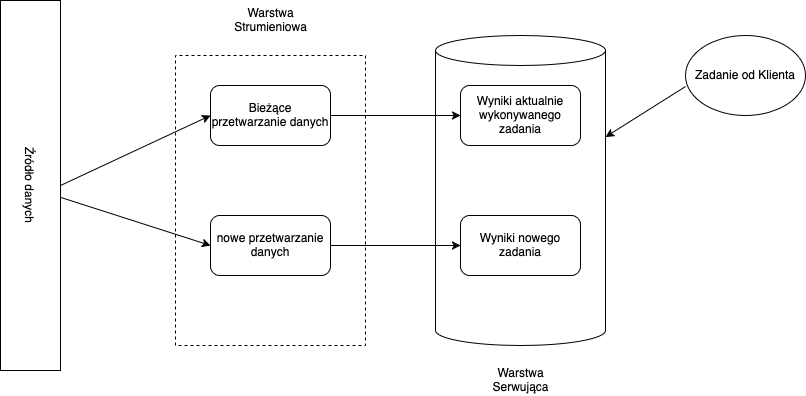 Źródło danych
Warstwa
Strumieniowa
Bieżące
przetwarzanie danych
nowe przetwarzanie
danych
Wyniki aktualnie
wykonywanego
zadania
Wyniki nowego
zadania
Warstwa
Serwująca
Zadanie od Klienta